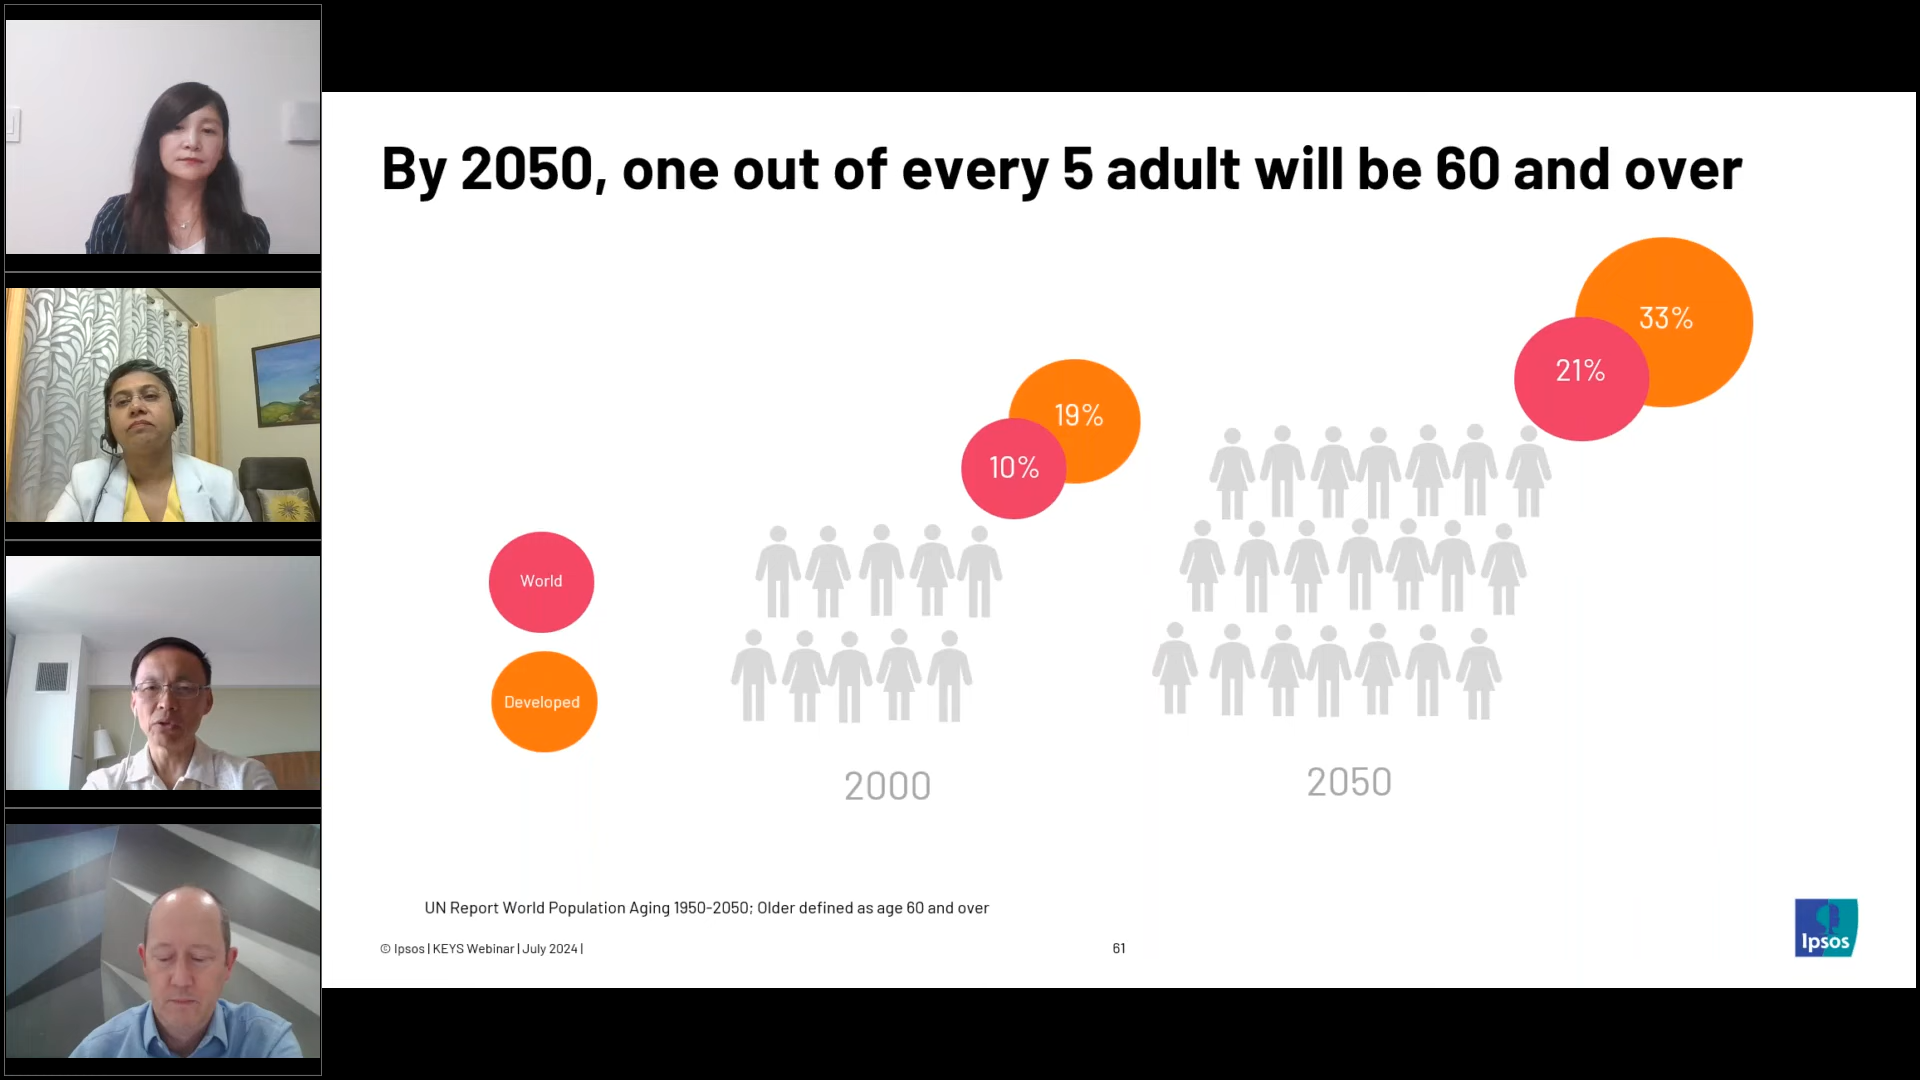 By 2050, one out of every 5 adult will be 60 and over
33%
21%
19%
10%
World
Developed
2000
2050
UN Report World Population Aging 1950-2050; Older defined as age 60 and over
© Ipsos | KEYS Webinar | July 2024 |
61
Ipsos